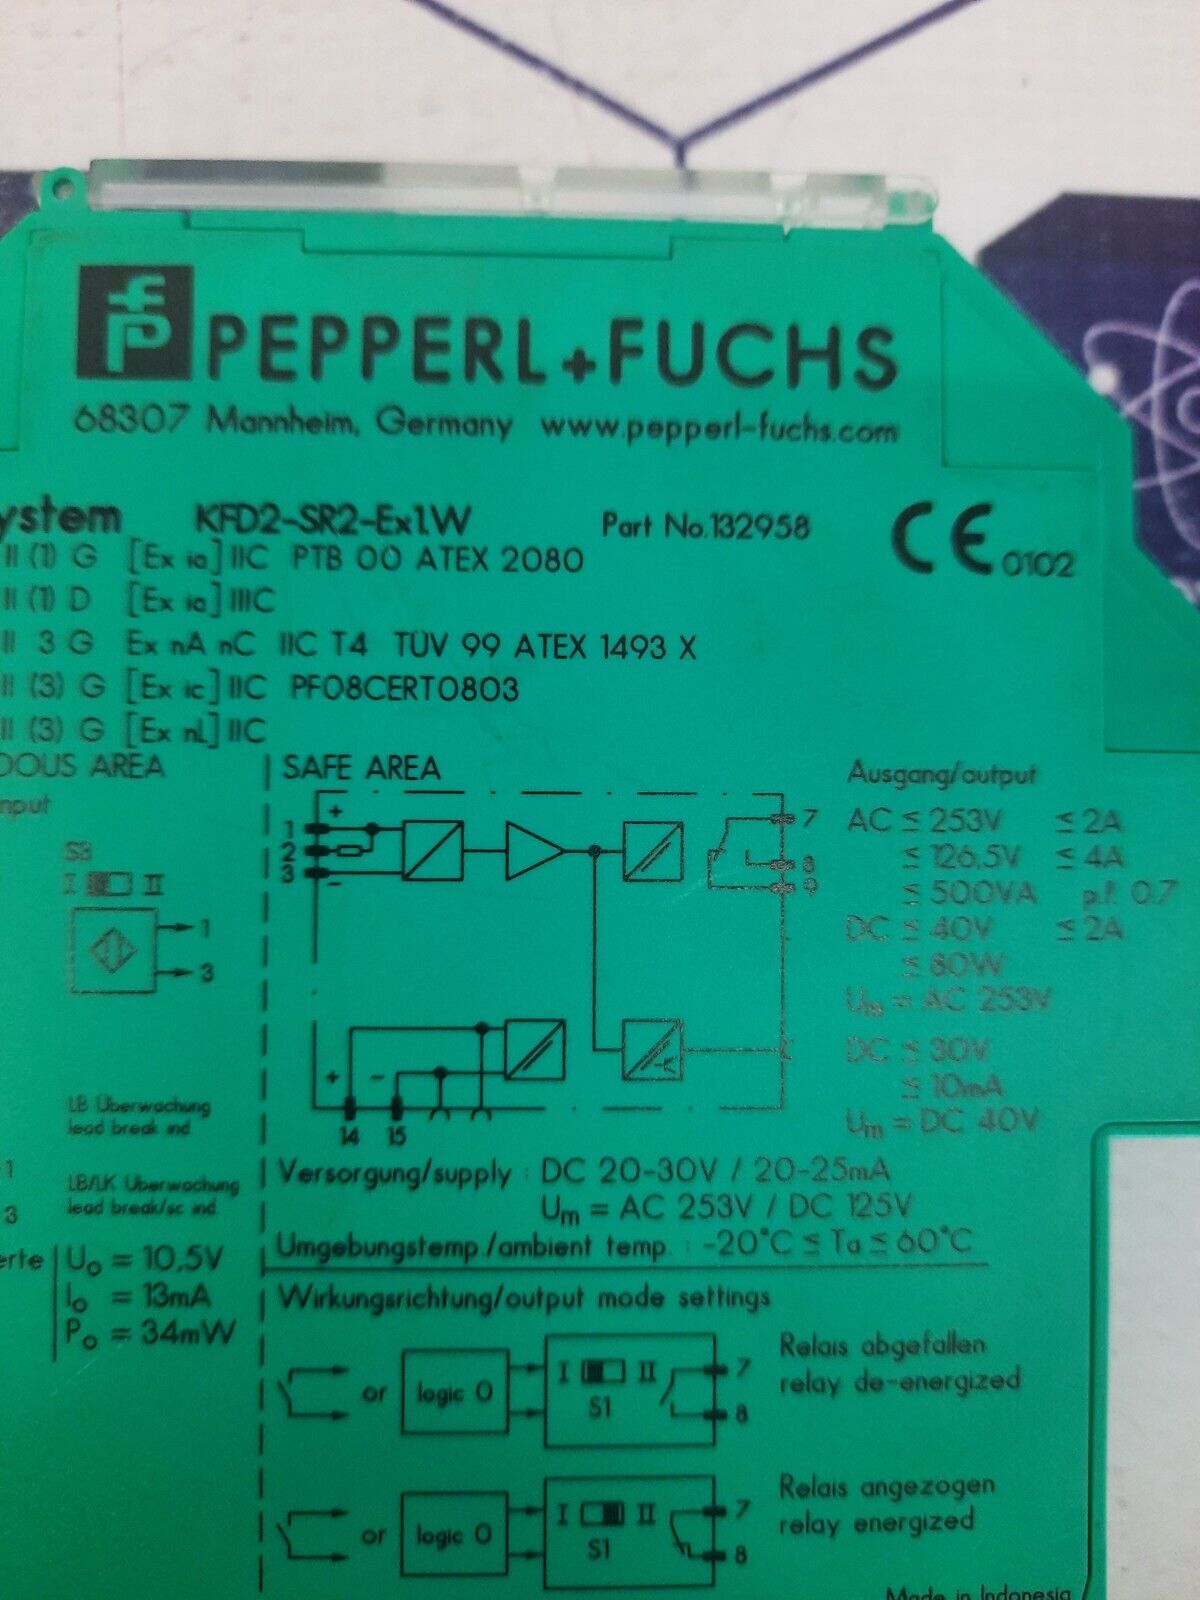 fp PEPPERL+FUCHS
68307 Mannheim, Germany www.pepperl-fuchs.com
ystem KFD2-SR2-Ex1.W Part No.132958 CE 0102
II (1) G [Ex ia] IIC PTB 00 ATEX 2080
II (1) D [Ex ia] IIIC
II 3 G Ex nA nC IIC T4 TÜV 99 ATEX 1493 X
II (3) G [Ex ic] IIC PF08CERT0803
II (3) G [Ex nL] IIC
DOUS AREA
nput
S3
I II
1
3
LB Überwachung
lead break ind.
1
3
LB/LK Überwachung
lead break/sc ind.
erte
Uo = 10,5V
Io = 13mA
Po = 34mW
SAFE AREA
+
1
2
3
-
7
8
9
+ -
14 15
Ausgang/output
AC ≤ 253V ≤ 2A
≤ 126,5V ≤ 4A
≤ 500VA p.f. 0.7
DC ≤ 40V ≤ 2A
≤ 80W
Um = AC 253V
DC ≤ 30V
≤ 10mA
Um = DC 40V
Versorgung/supply : DC 20-30V / 20-25mA
Um = AC 253V / DC 125V
Umgebungstemp./ambient temp. : -20°C ≤ Ta ≤ 60°C
Wirkungsrichtung/output mode settings
or logic 0 I II S1 7 8
Relais abgefallen
relay de-energized
or logic 0 I II S1 7 8
Relais angezogen
relay energized
Made in Indonesia